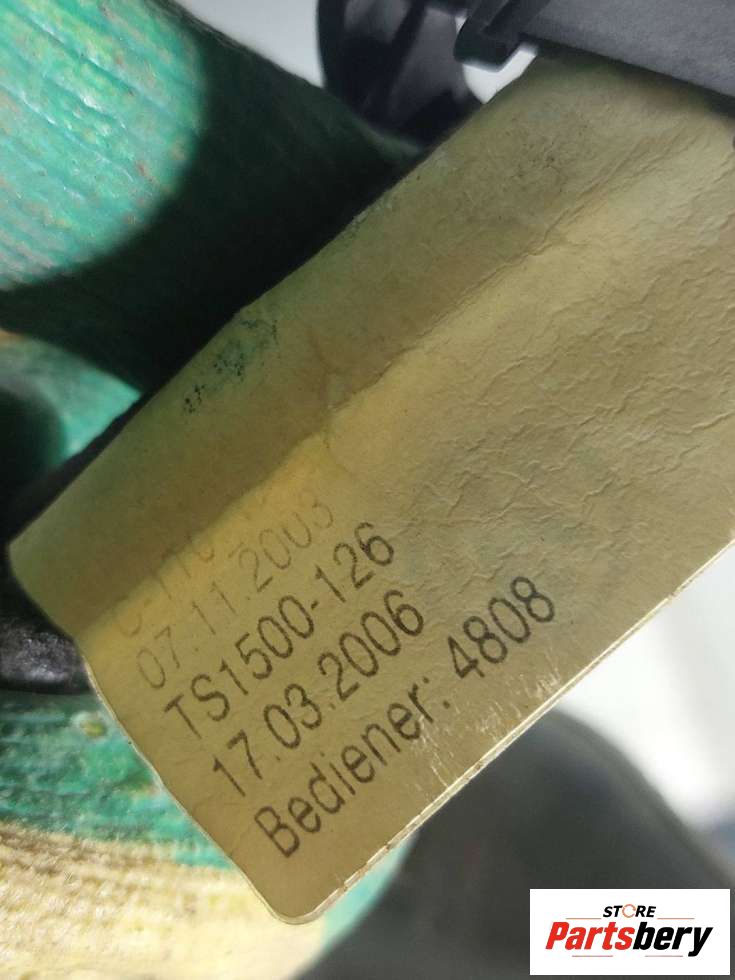 07.11.2003
TS1500-126
17.03.2006
Bediener: 4808
STORE
Partsbery